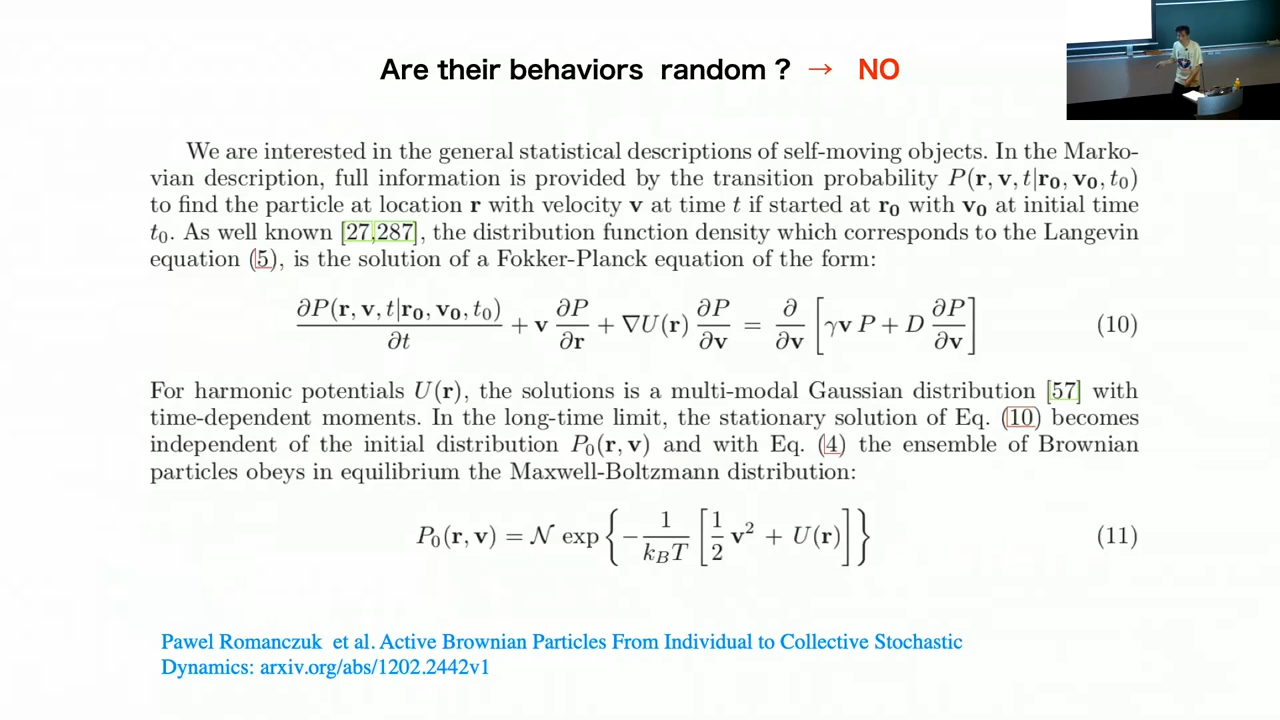 Are their behaviors random ? → NO
We are interested in the general statistical descriptions of self-moving objects. In the Marko-
vian description, full information is provided by the transition probability P(r, v, t|r₀, v₀, t₀)
to find the particle at location r with velocity v at time t if started at r₀ with v₀ at initial time
t₀. As well known [27,287], the distribution function density which corresponds to the Langevin
equation (5), is the solution of a Fokker-Planck equation of the form:
∂P(r, v, t|r₀, v₀, t₀)/∂t + v ∂P/∂r + ∇U(r) ∂P/∂v = ∂/∂v [γv P + D ∂P/∂v] (10)
For harmonic potentials U(r), the solutions is a multi-modal Gaussian distribution [57] with
time-dependent moments. In the long-time limit, the stationary solution of Eq. (10) becomes
independent of the initial distribution P₀(r, v) and with Eq. (4) the ensemble of Brownian
particles obeys in equilibrium the Maxwell-Boltzmann distribution:
P₀(r, v) = 𝒩 exp {−1/(k_B T) [1/2 v² + U(r)]} (11)
Pawel Romanczuk et al. Active Brownian Particles From Individual to Collective Stochastic
Dynamics: arxiv.org/abs/1202.2442v1